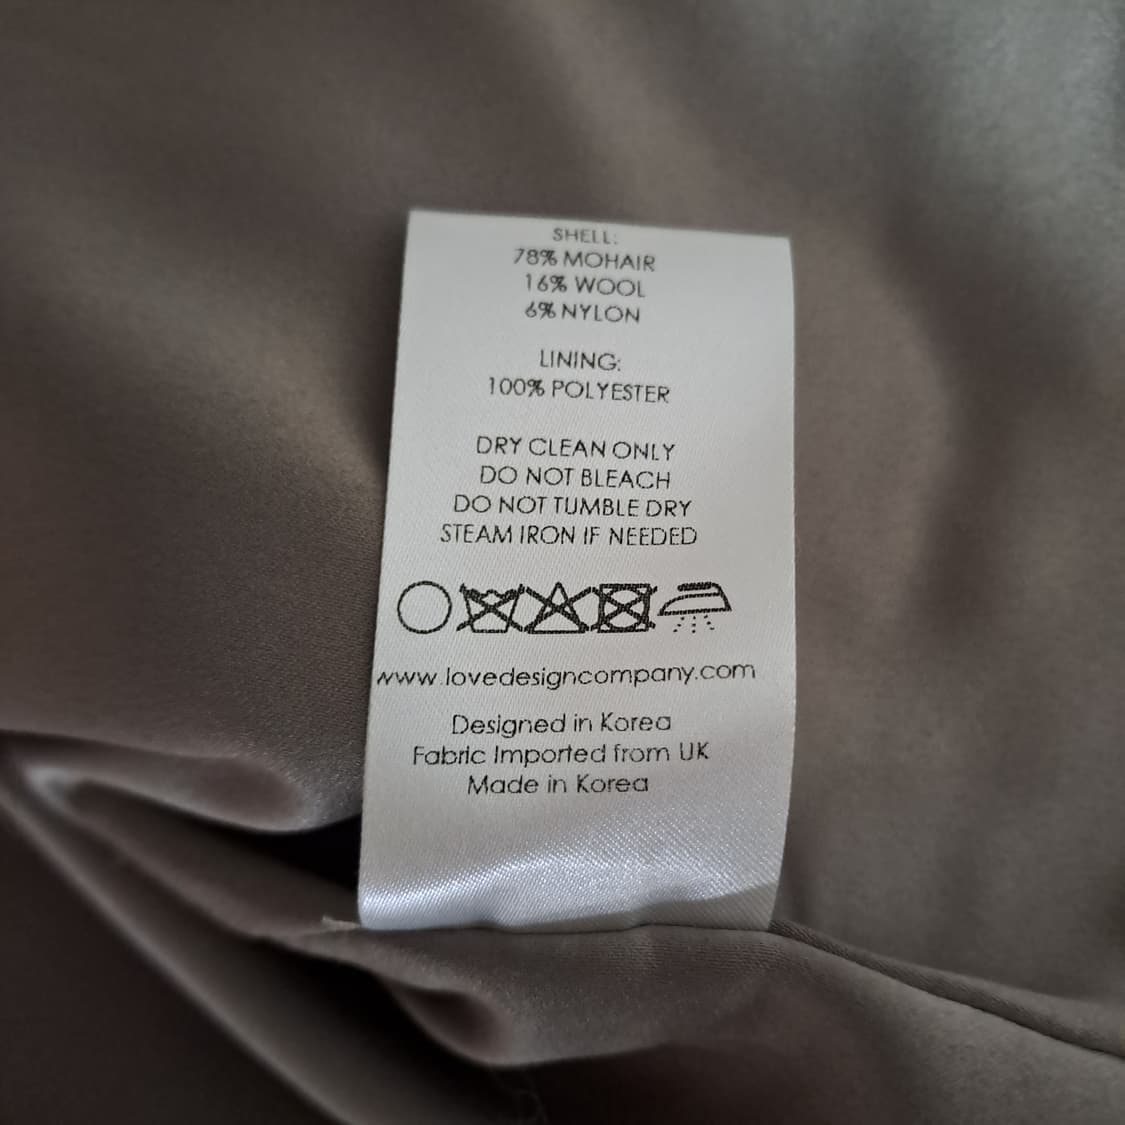 SHELL:
78% MOHAIR
16% WOOL
6% NYLON
LINING:
100% POLYESTER
DRY CLEAN ONLY
DO NOT BLEACH
DO NOT TUMBLE DRY
STEAM IRON IF NEEDED
www.lovedesigncompany.com
Designed in Korea
Fabric Imported from UK
Made in Korea